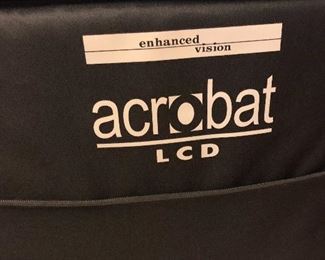 enhanced
vision
acrobat
LCD